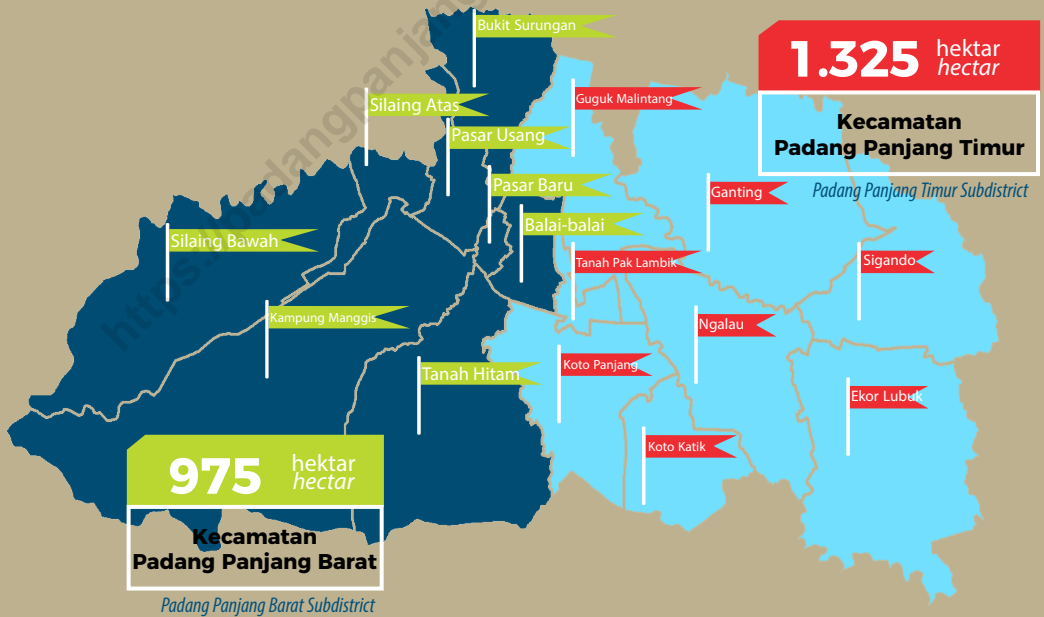 Bukit Surungan
1.325 hektar
hectar
Kecamatan
Padang Panjang Timur
Padang Panjang Timur Subdistrict
Silaing Atas
Guguk Malintang
Pasar Usang
Pasar Baru
Ganting
Balai-balai
Silaing Bawah
Tanah Pak Lambik
Sigando
Kampung Manggis
Ngalau
Tanah Hitam
Koto Panjang
Ekor Lubuk
Koto Katik
975 hektar
hectar
Kecamatan
Padang Panjang Barat
Padang Panjang Barat Subdistrict
https://padangpanjang